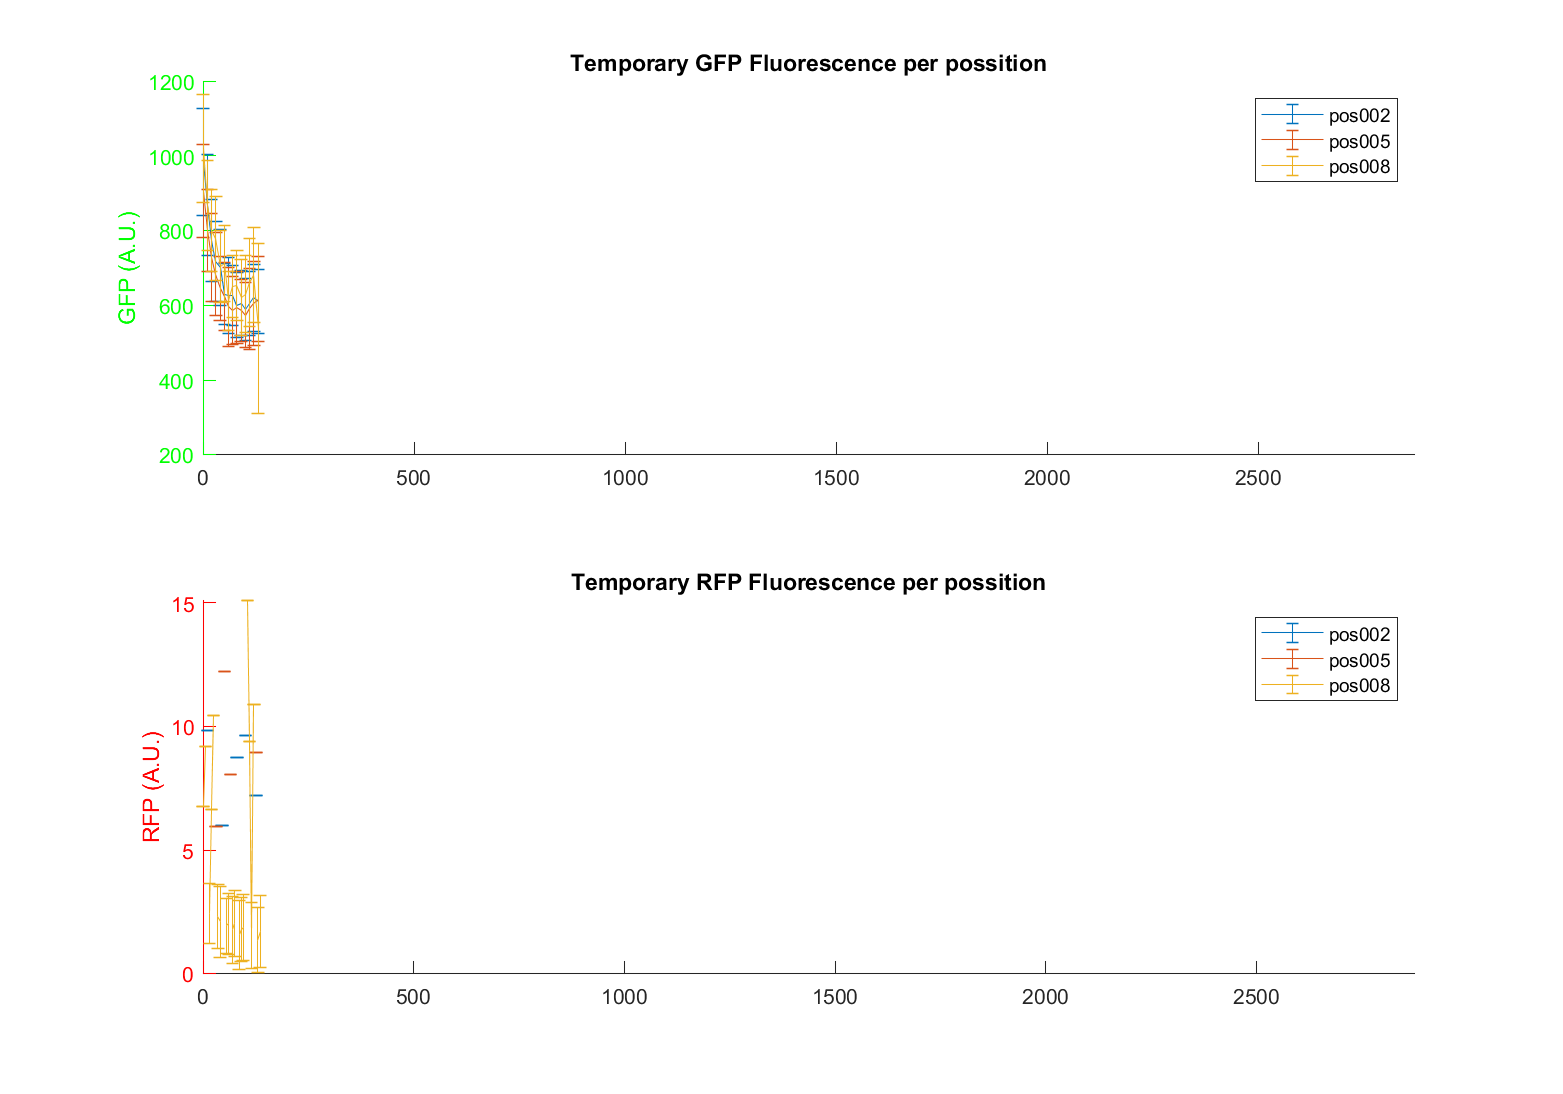 Temporary GFP Fluorescence per possition
1200
1000
800
600
400
200
GFP (A.U.)
pos002
pos005
pos008
0 500 1000 1500 2000 2500
Temporary RFP Fluorescence per possition
15
10
5
0
RFP (A.U.)
pos002
pos005
pos008
0 500 1000 1500 2000 2500